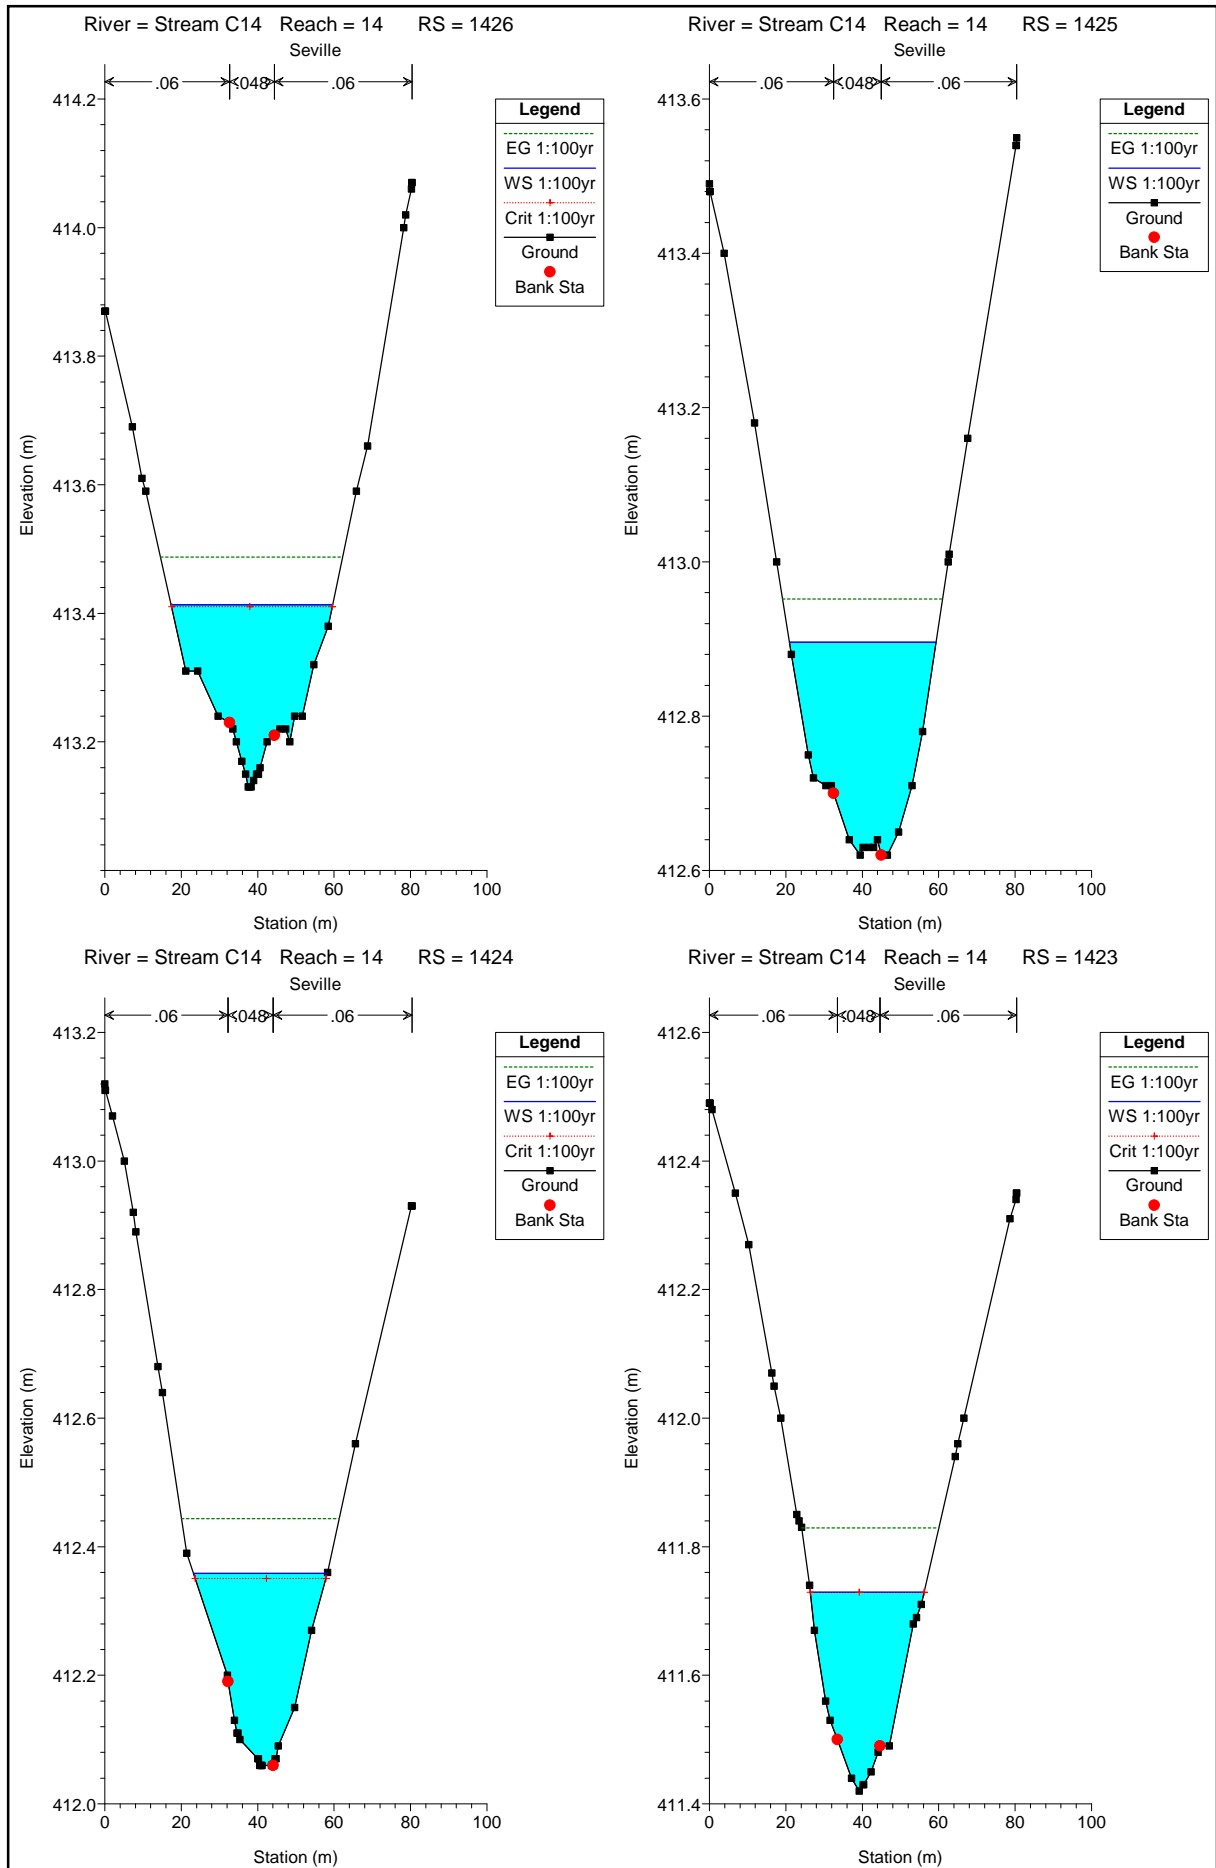 River = Stream C14 Reach = 14 RS = 1426
Seville
.06 .048 .06
Legend
EG 1:100yr
WS 1:100yr
Crit 1:100yr
Ground
Bank Sta
414.2
414.0
413.8
413.6
413.4
413.2
Elevation (m)
0 20 40 60 80 100
Station (m)
River = Stream C14 Reach = 14 RS = 1425
Seville
.06 .048 .06
Legend
EG 1:100yr
WS 1:100yr
Ground
Bank Sta
413.6
413.4
413.2
413.0
412.8
412.6
Elevation (m)
0 20 40 60 80 100
Station (m)
River = Stream C14 Reach = 14 RS = 1424
Seville
.06 .048 .06
Legend
EG 1:100yr
WS 1:100yr
Crit 1:100yr
Ground
Bank Sta
413.2
413.0
412.8
412.6
412.4
412.2
412.0
Elevation (m)
0 20 40 60 80 100
Station (m)
River = Stream C14 Reach = 14 RS = 1423
Seville
.06 .048 .06
Legend
EG 1:100yr
WS 1:100yr
Crit 1:100yr
Ground
Bank Sta
412.6
412.4
412.2
412.0
411.8
411.6
411.4
Elevation (m)
0 20 40 60 80 100
Station (m)